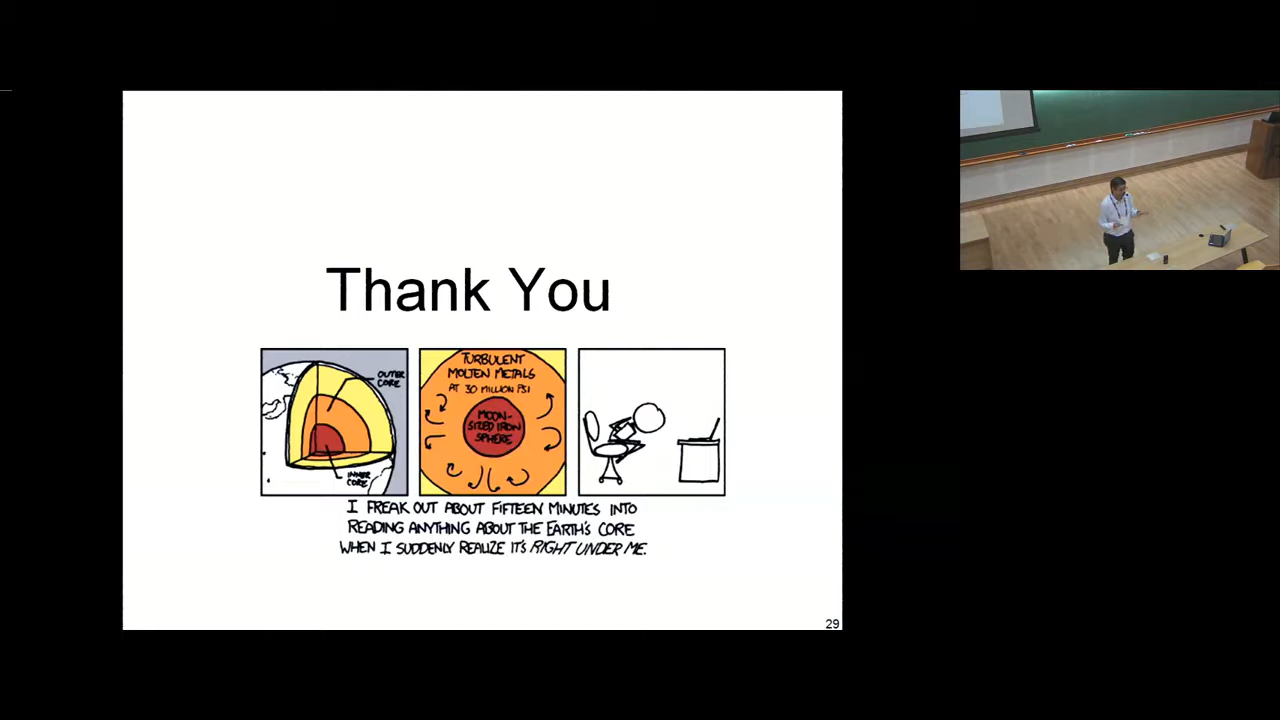 Thank You
OUTER
CORE
INNER
CORE
TURBULENT
MOLTEN METALS
AT 30 MILLION PSI
MOON-
SIZED IRON
SPHERE
I FREAK OUT ABOUT FIFTEEN MINUTES INTO
READING ANYTHING ABOUT THE EARTH'S CORE
WHEN I SUDDENLY REALIZE IT'S RIGHT UNDER ME.
29